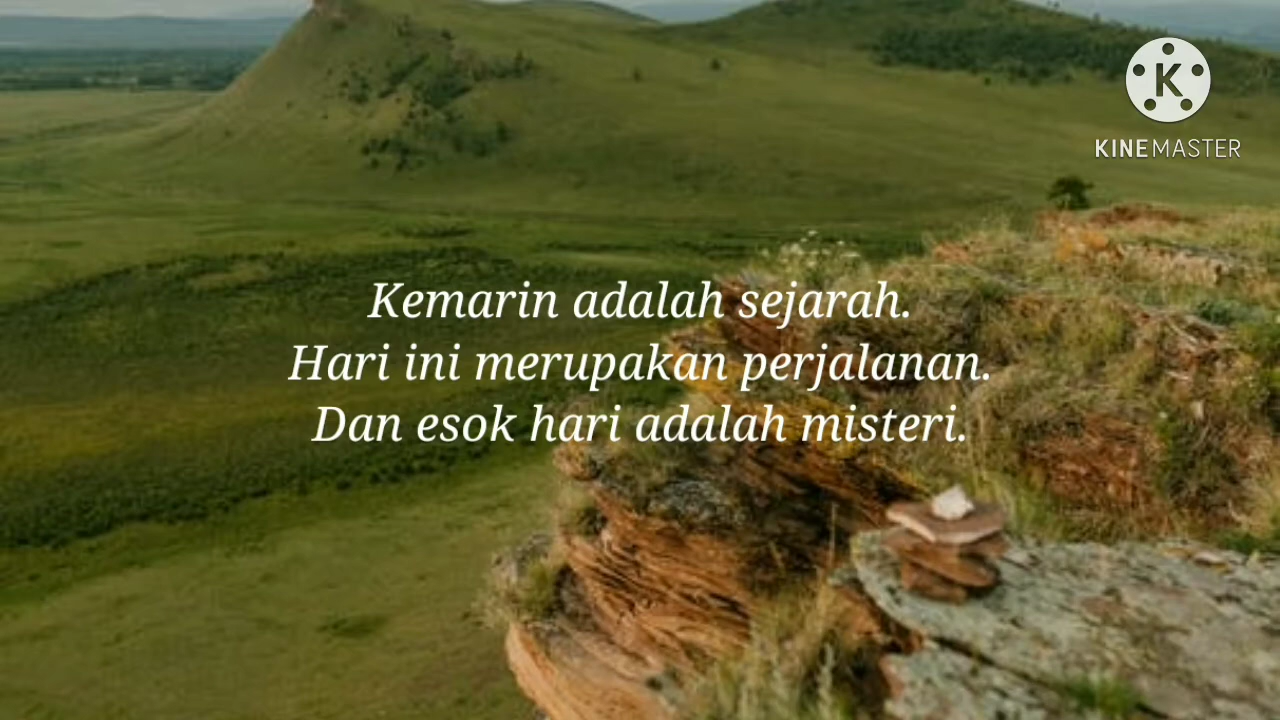 K
KINEMASTER
Kemarin adalah sejarah.
Hari ini merupakan perjalanan.
Dan esok hari adalah misteri.